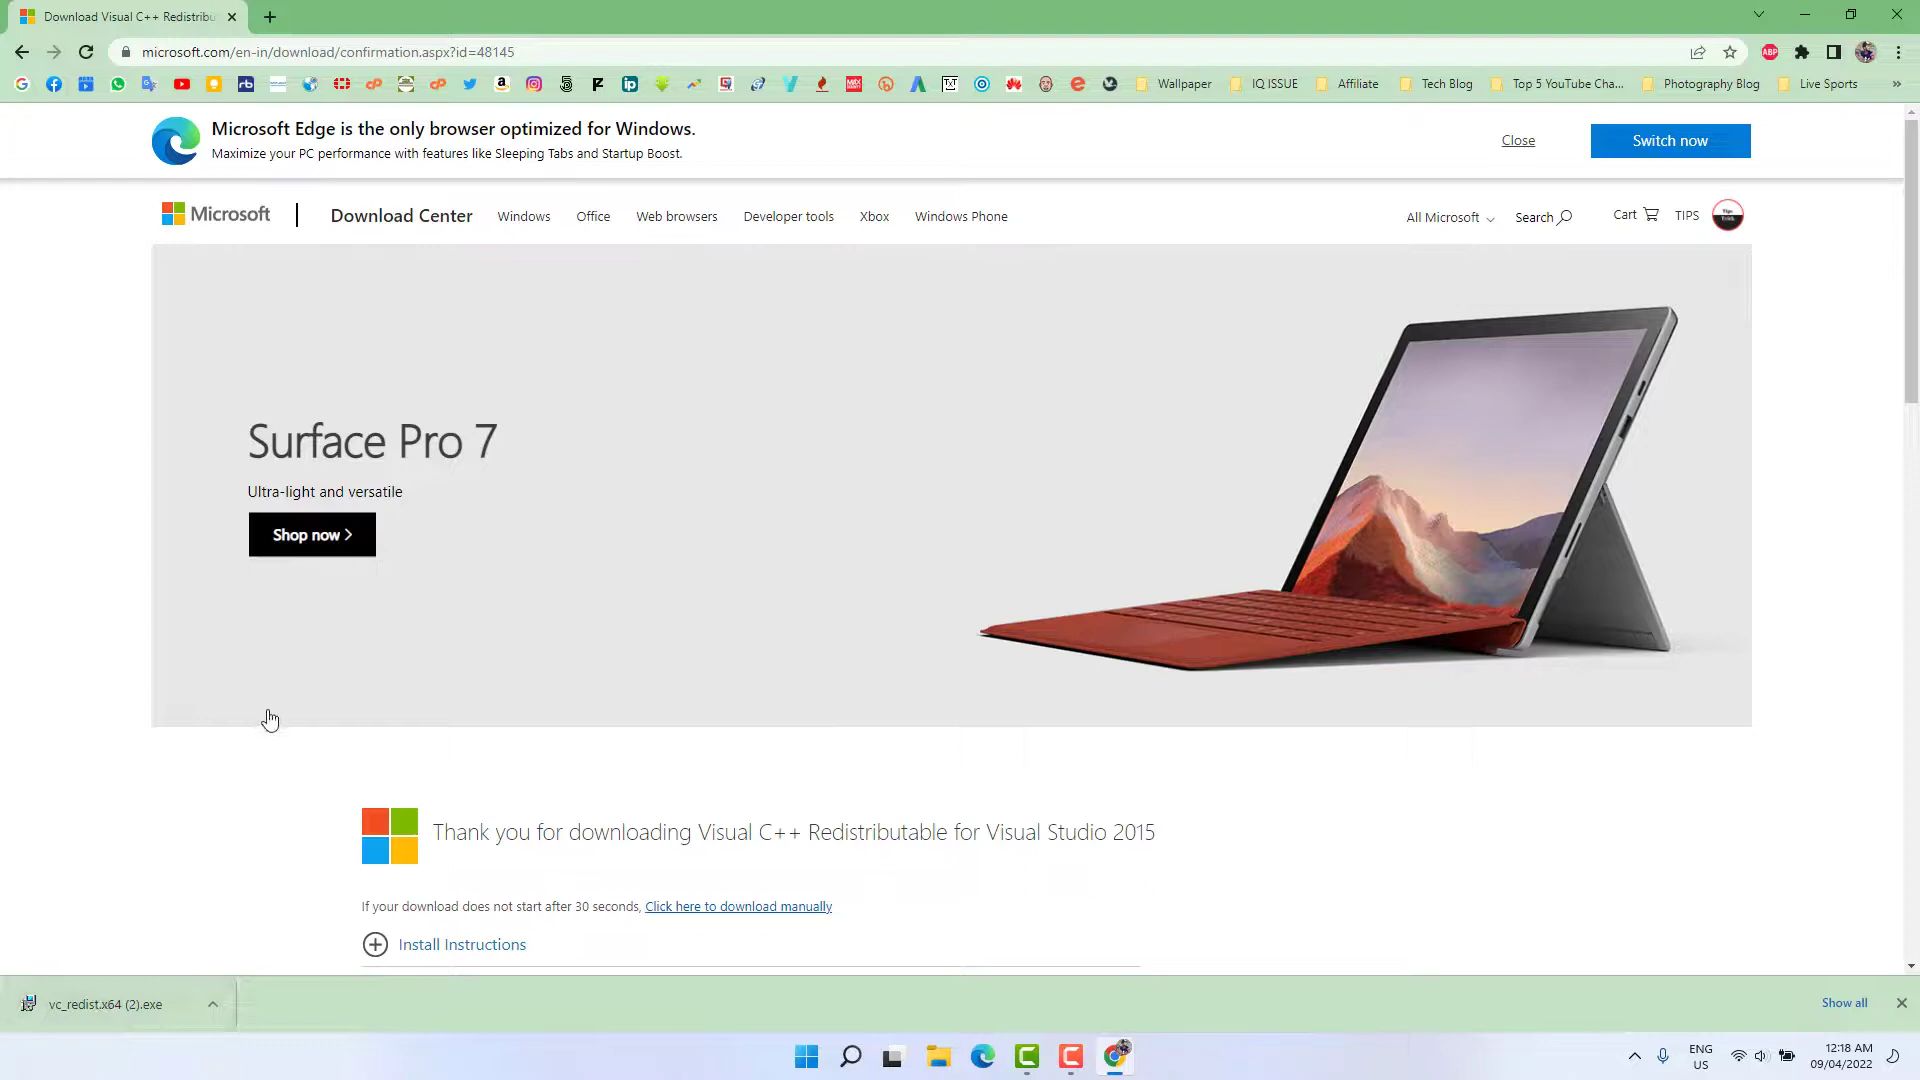 Download Visual C++ Redistribu
microsoft.com/en-in/download/confirmation.aspx?id=48145
ABP
Wallpaper
IQ ISSUE
Affiliate
Tech Blog
Top 5 YouTube Cha...
Photography Blog
Live Sports
Microsoft Edge is the only browser optimized for Windows.
Maximize your PC performance with features like Sleeping Tabs and Startup Boost.
Close
Switch now
Microsoft
Download Center
Windows
Office
Web browsers
Developer tools
Xbox
Windows Phone
All Microsoft
Search
Cart
TIPS
Surface Pro 7
Ultra-light and versatile
Shop now >
Thank you for downloading Visual C++ Redistributable for Visual Studio 2015
If your download does not start after 30 seconds, Click here to download manually
Install Instructions
vc_redist.x64 (2).exe
Show all
ENG
US
12:18 AM
09/04/2022